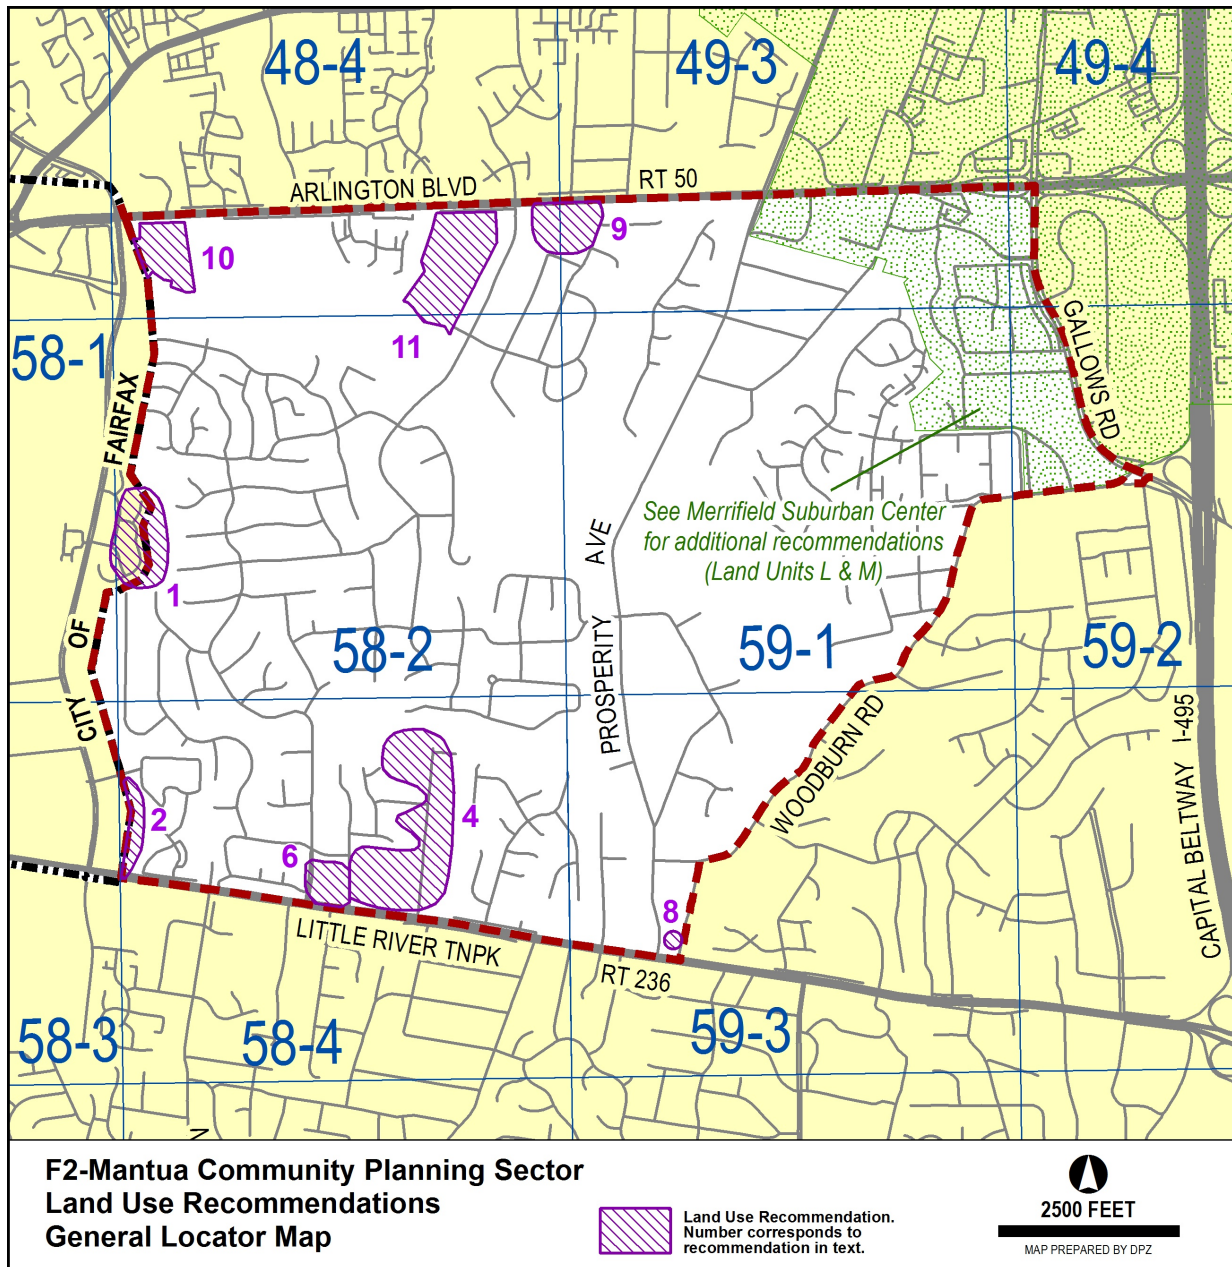 48-4
49-3
49-4
ARLINGTON BLVD
RT 50
10
9
11
58-1
GALLOWS RD
FAIRFAX
See Merrifield Suburban Center
for additional recommendations
(Land Units L & M)
AVE
1
OF
58-2
PROSPERITY
59-1
59-2
CITY
I-495
WOODBURN RD
2
4
6
CAPITAL BELTWAY
8
LITTLE RIVER TNPK
RT 236
58-3
58-4
59-3
N
F2-Mantua Community Planning Sector
Land Use Recommendations
General Locator Map
Land Use Recommendation.
Number corresponds to
recommendation in text.
2500 FEET
MAP PREPARED BY DPZ